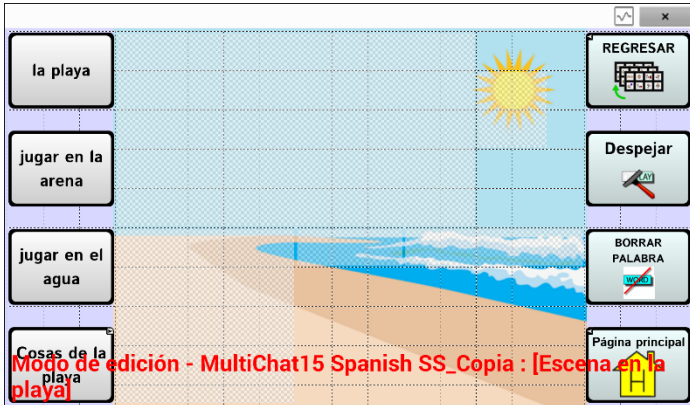 la playa
jugar en la
arena
jugar en el
agua
Cosas de la
playa
REGRESAR
Despejar
LAY
BORRAR
PALABRA
WORD
Página principal
H
Modo de edición - MultiChat15 Spanish SS_Copia : [Escena en la
playa]